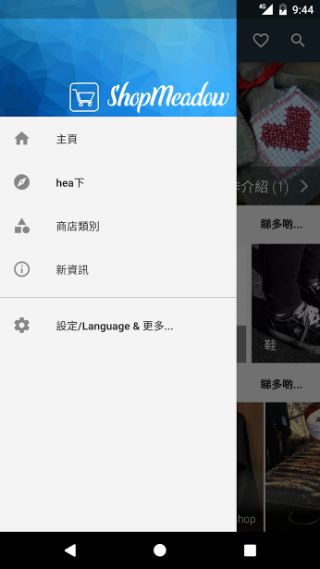 4G 9:44
ShopMeadow
主頁
hea下
商店類別
新資訊
設定/Language & 更多...
介紹 (1)
睇多啲...
鞋
睇多啲...
hop